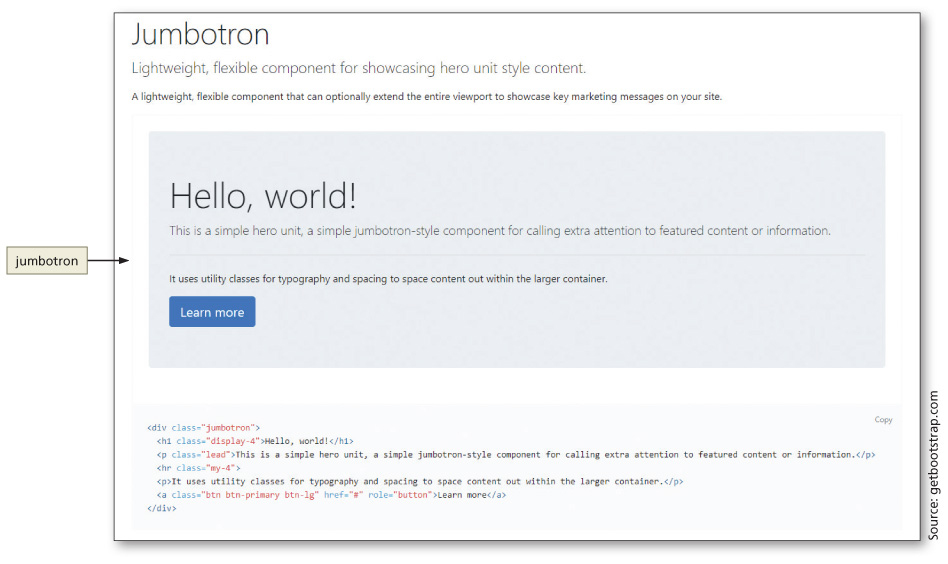 Jumbotron
Lightweight, flexible component for showcasing hero unit style content.
A lightweight, flexible component that can optionally extend the entire viewport to showcase key marketing messages on your site.
Hello, world!
This is a simple hero unit, a simple jumbotron-style component for calling extra attention to featured content or information.
jumbotron
It uses utility classes for typography and spacing to space content out within the larger container.
Learn more
Copy
<div class="jumbotron">
  <h1 class="display-4">Hello, world!</h1>
  <p class="lead">This is a simple hero unit, a simple jumbotron-style component for calling extra attention to featured content or information.</p>
  <hr class="my-4">
  <p>It uses utility classes for typography and spacing to space content out within the larger container.</p>
  <a class="btn btn-primary btn-lg" href="#" role="button">Learn more</a>
</div>
Source: getbootstrap.com